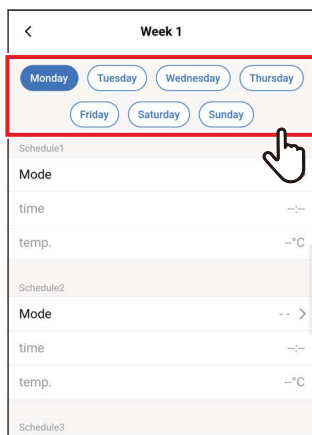 Week 1
Monday Tuesday Wednesday Thursday
Friday Saturday Sunday
Schedule1
Mode
time --:--
temp. --°C
Schedule2
Mode - - >
time --:--
temp. --°C
Schedule3